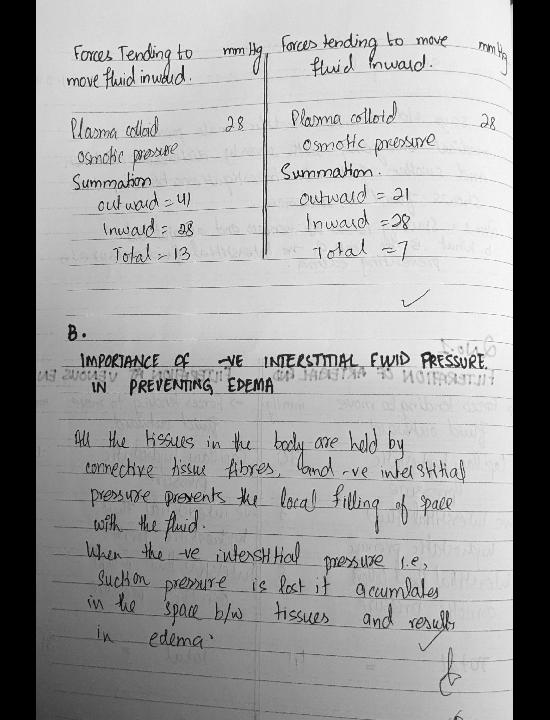 Forces Tending to mm Hg
move fluid inward.
Plasma colloid 28
osmotic pressure
Summation
outward = 41
Inward = 28
Total = 13
Forces tending to move mm Hg
fluid inward.
Plasma colloid 28
osmotic pressure
Summation.
outward = 21
Inward = 28
Total = 7
B.
IMPORTANCE OF -VE INTERSTITIAL FLUID PRESSURE.
IN PREVENTING EDEMA
All the tissues in the body are held by
connective tissue fibres, and -ve interstitial
pressure prevents the local filling of space
with the fluid.
When the -ve interstitial pressure i.e,
Suction pressure is lost it accumlates
in the space b/w tissues and results
in edema.